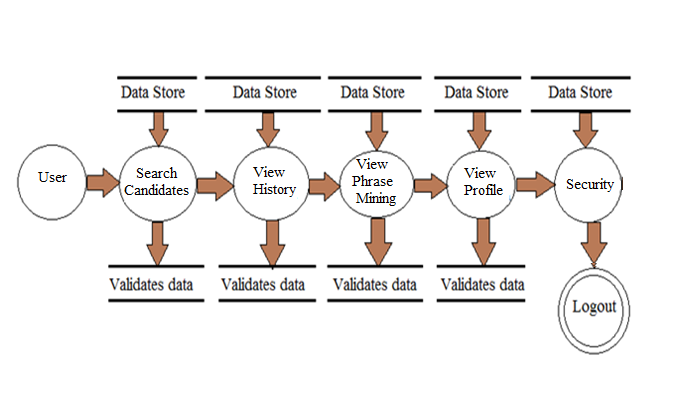 Data Store
Data Store
Data Store
Data Store
Data Store
User
Search
Candidates
View
History
View
Phrase
Mining
View
Profile
Security
Validates data
Validates data
Validates data
Validates data
Logout